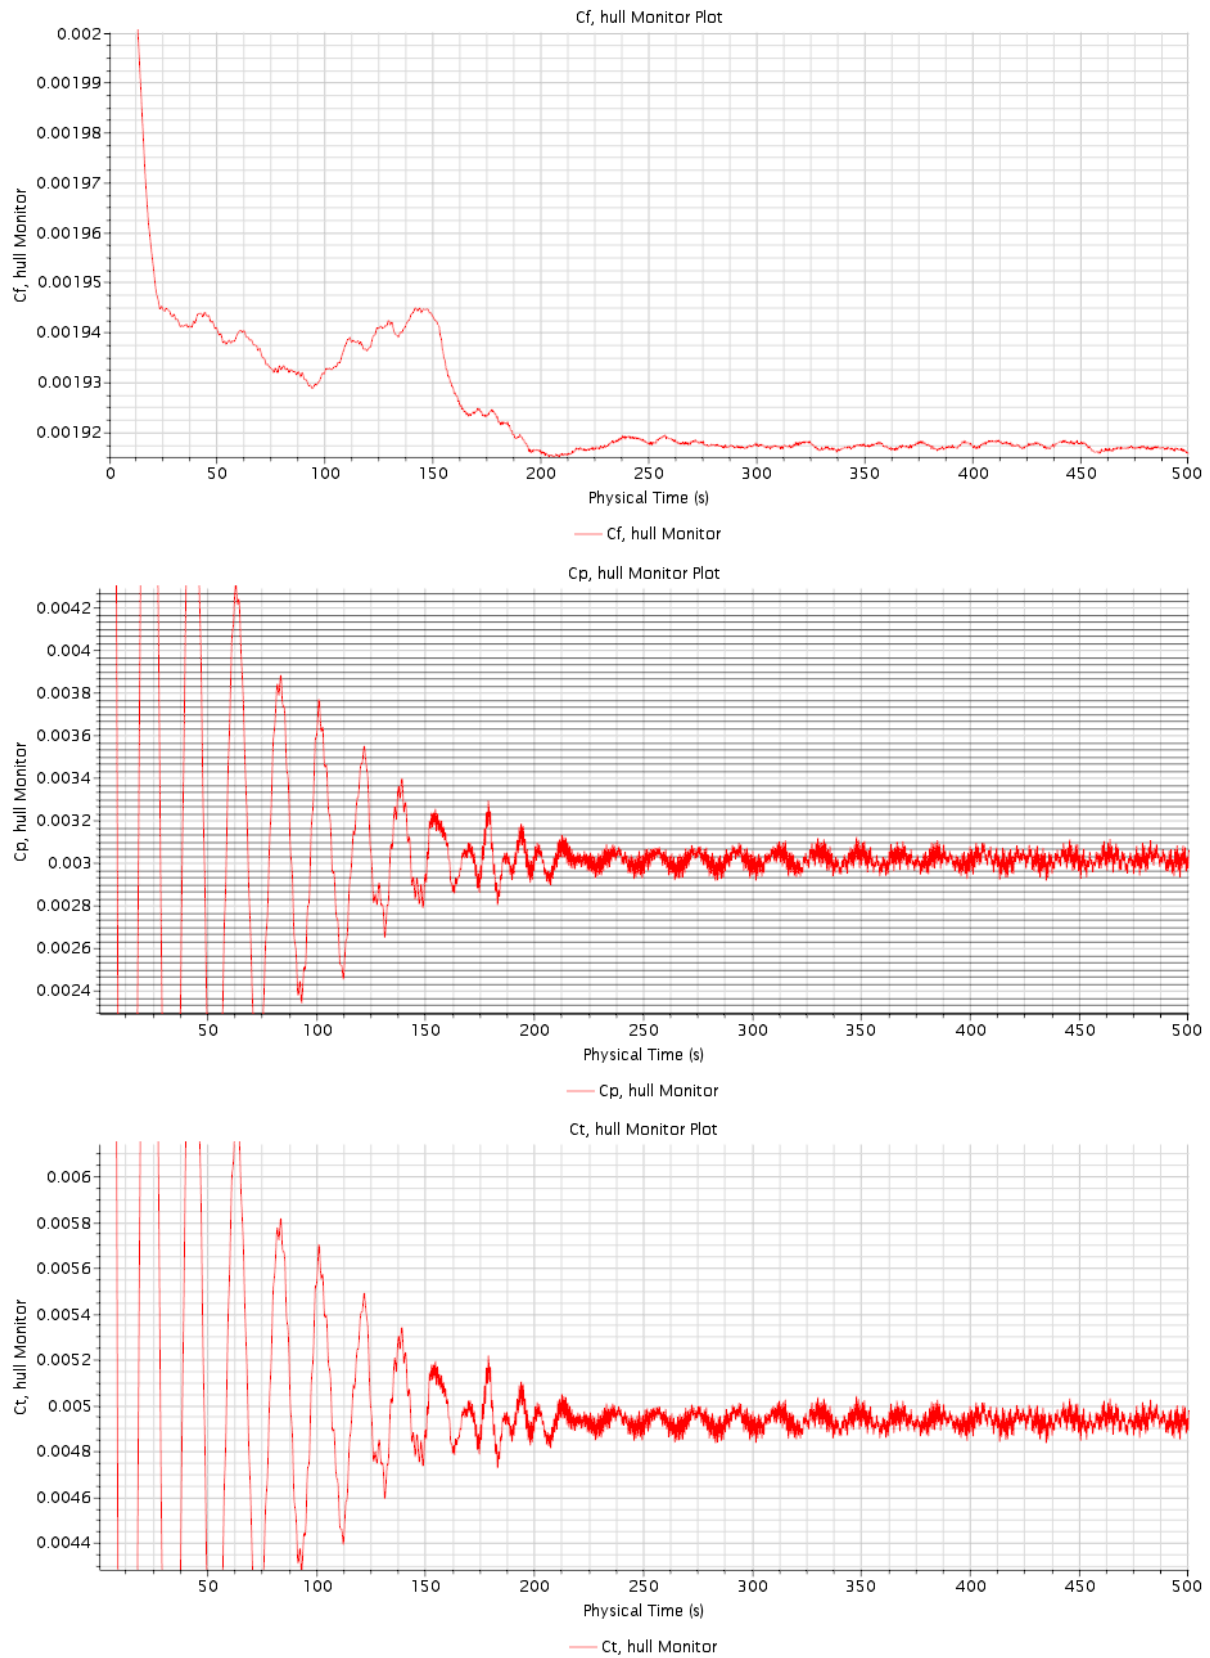 Cf, hull Monitor Plot
0.002
0.00199
0.00198
0.00197
0.00196
0.00195
0.00194
0.00193
0.00192
Cf, hull Monitor
0 50 100 150 200 250 300 350 400 450 500
Physical Time (s)
Cf, hull Monitor
Cp, hull Monitor Plot
0.0042
0.004
0.0038
0.0036
0.0034
0.0032
0.003
0.0028
0.0026
0.0024
Cp, hull Monitor
50 100 150 200 250 300 350 400 450 500
Physical Time (s)
Cp, hull Monitor
Ct, hull Monitor Plot
0.006
0.0058
0.0056
0.0054
0.0052
0.005
0.0048
0.0046
0.0044
Ct, hull Monitor
50 100 150 200 250 300 350 400 450 500
Physical Time (s)
Ct, hull Monitor